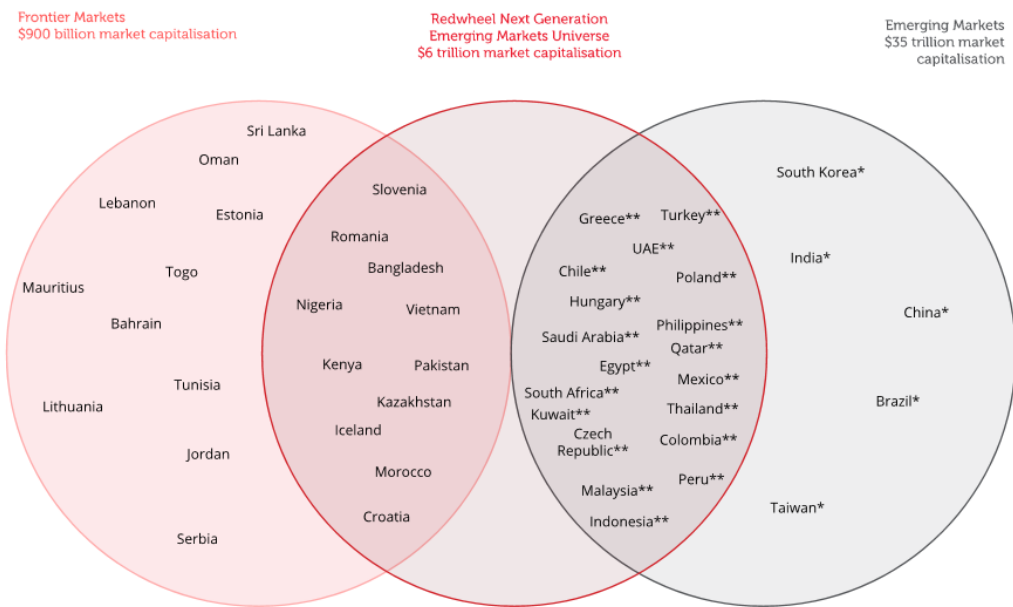 Frontier Markets
$900 billion market capitalisation
Redwheel Next Generation
Emerging Markets Universe
$6 trillion market capitalisation
Emerging Markets
$35 trillion market
capitalisation
Sri Lanka
Oman
Lebanon
Estonia
Togo
Mauritius
Bahrain
Tunisia
Lithuania
Jordan
Serbia
Slovenia
Romania
Bangladesh
Nigeria
Vietnam
Kenya
Pakistan
Kazakhstan
Iceland
Morocco
Croatia
Greece**
Turkey**
UAE**
Chile**
Poland**
Hungary**
Philippines**
Saudi Arabia**
Qatar**
Egypt**
Mexico**
South Africa**
Kuwait**
Thailand**
Czech
Republic**
Colombia**
Peru**
Malaysia**
Indonesia**
South Korea*
India*
China*
Brazil*
Taiwan*